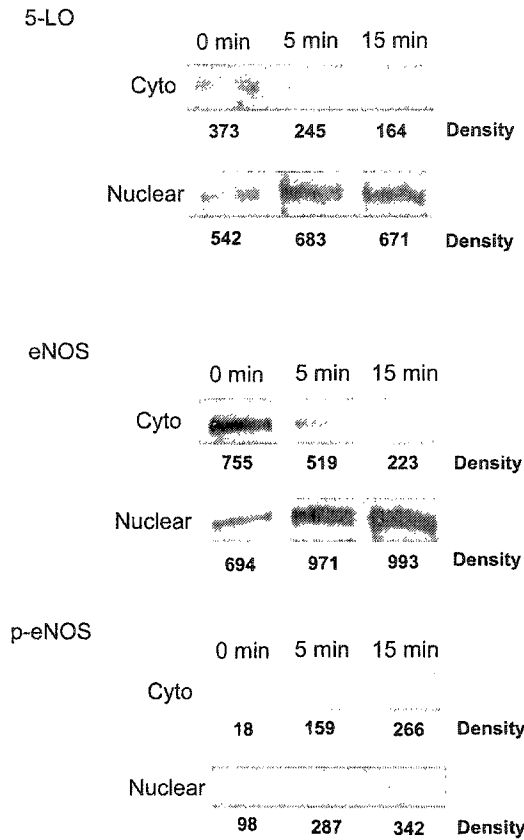 5-LO
0 min 5 min 15 min
Cyto
373 245 164 Density
Nuclear
542 683 671 Density
eNOS
0 min 5 min 15 min
Cyto
755 519 223 Density
Nuclear
694 971 993 Density
p-eNOS
0 min 5 min 15 min
Cyto
18 159 266 Density
Nuclear
98 287 342 Density